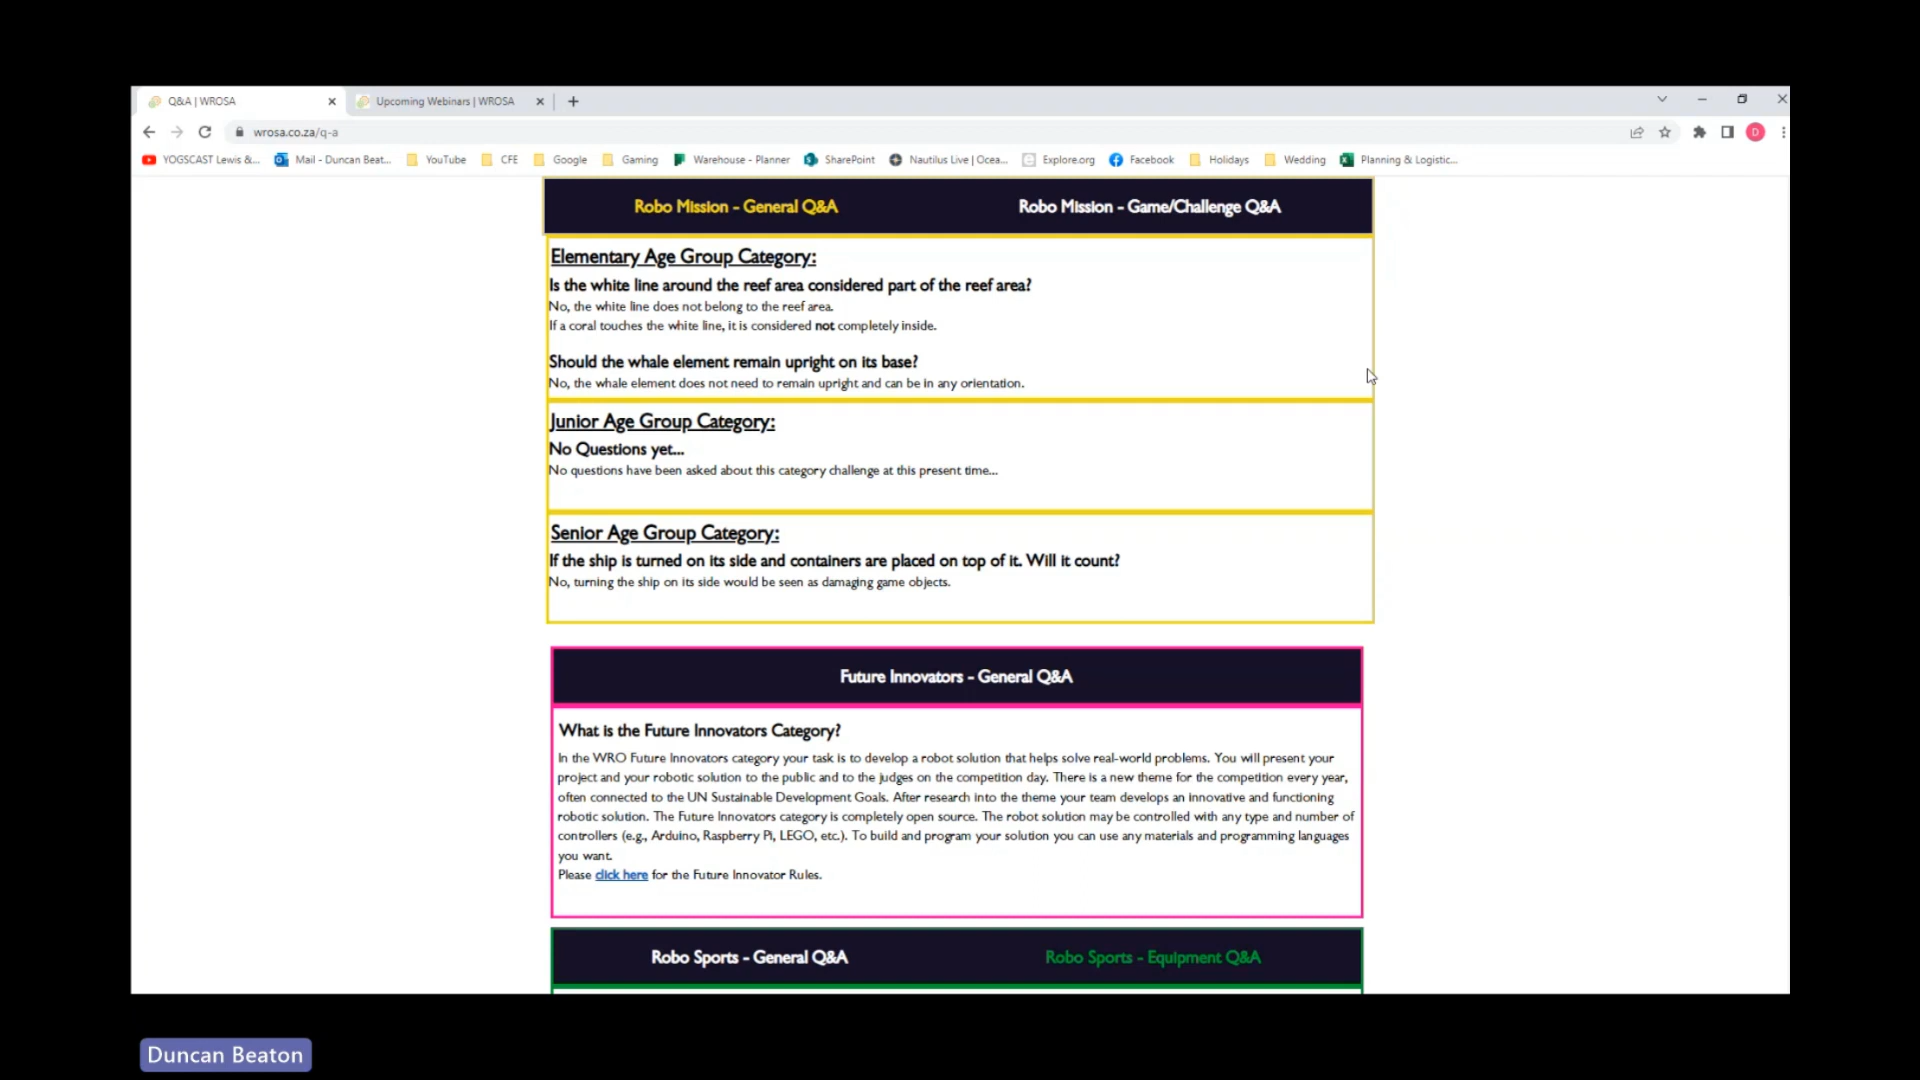 Q&A | WROSA
Upcoming Webinars | WROSA
wrosa.co.za/q-a
YOGSCAST Lewis &...
Mail - Duncan Beat...
YouTube
CFE
Google
Gaming
Warehouse - Planner
SharePoint
Nautilus Live | Ocea...
Explore.org
Facebook
Holidays
Wedding
Planning & Logistic...
D
Robo Mission - General Q&A
Robo Mission - Game/Challenge Q&A
Elementary Age Group Category:
Is the white line around the reef area considered part of the reef area?
No, the white line does not belong to the reef area.
If a coral touches the white line, it is considered not completely inside.
Should the whale element remain upright on its base?
No, the whale element does not need to remain upright and can be in any orientation.
Junior Age Group Category:
No Questions yet...
No questions have been asked about this category challenge at this present time...
Senior Age Group Category:
If the ship is turned on its side and containers are placed on top of it. Will it count?
No, turning the ship on its side would be seen as damaging game objects.
Future Innovators - General Q&A
What is the Future Innovators Category?
In the WRO Future Innovators category your task is to develop a robot solution that helps solve real-world problems. You will present your
project and your robotic solution to the public and to the judges on the competition day. There is a new theme for the competition every year,
often connected to the UN Sustainable Development Goals. After research into the theme your team develops an innovative and functioning
robotic solution. The Future Innovators category is completely open source. The robot solution may be controlled with any type and number of
controllers (e.g., Arduino, Raspberry Pi, LEGO, etc.). To build and program your solution you can use any materials and programming languages
you want.
Please click here for the Future Innovator Rules.
Robo Sports - General Q&A
Robo Sports - Equipment Q&A
Duncan Beaton